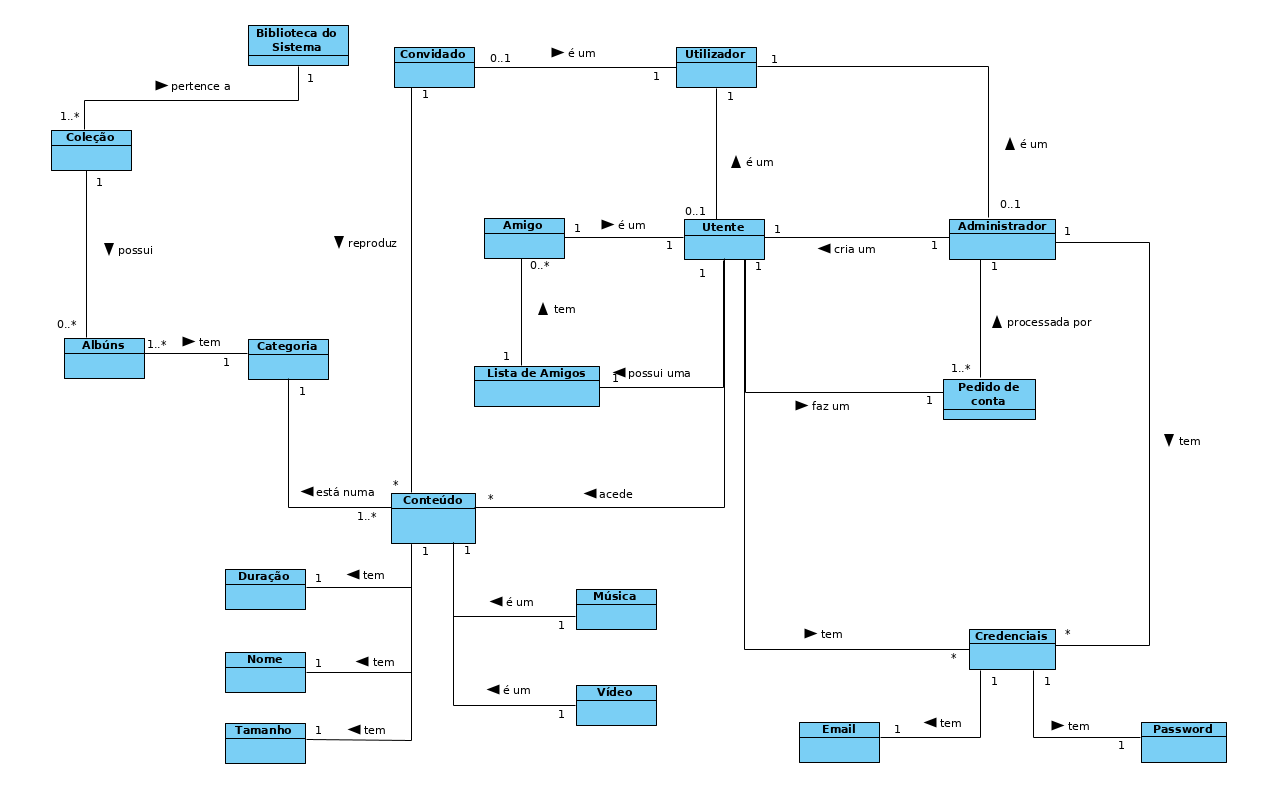 Biblioteca do
Sistema
1
pertence a
1..*
Coleção
1
possui
0..*
Albúns
1..*
tem
1
Categoria
1
está numa
1..*
Convidado
0..1
é um
1
Utilizador
1
1
reproduz
*
1
é um
0..1
1
é um
0..1
Amigo
1
é um
1
Utente
1
cria um
1
Administrador
1
0..*
tem
1
Lista de Amigos
1
possui uma
1
1
faz um
1
1
processada por
1..*
Pedido de
conta
tem
Conteúdo
*
acede
1
1
Duração
1
tem
Nome
1
tem
Tamanho
1
tem
é um
1
Música
é um
1
Vídeo
tem
*
Credenciais
*
1
1
Email
1
tem
tem
1
Password